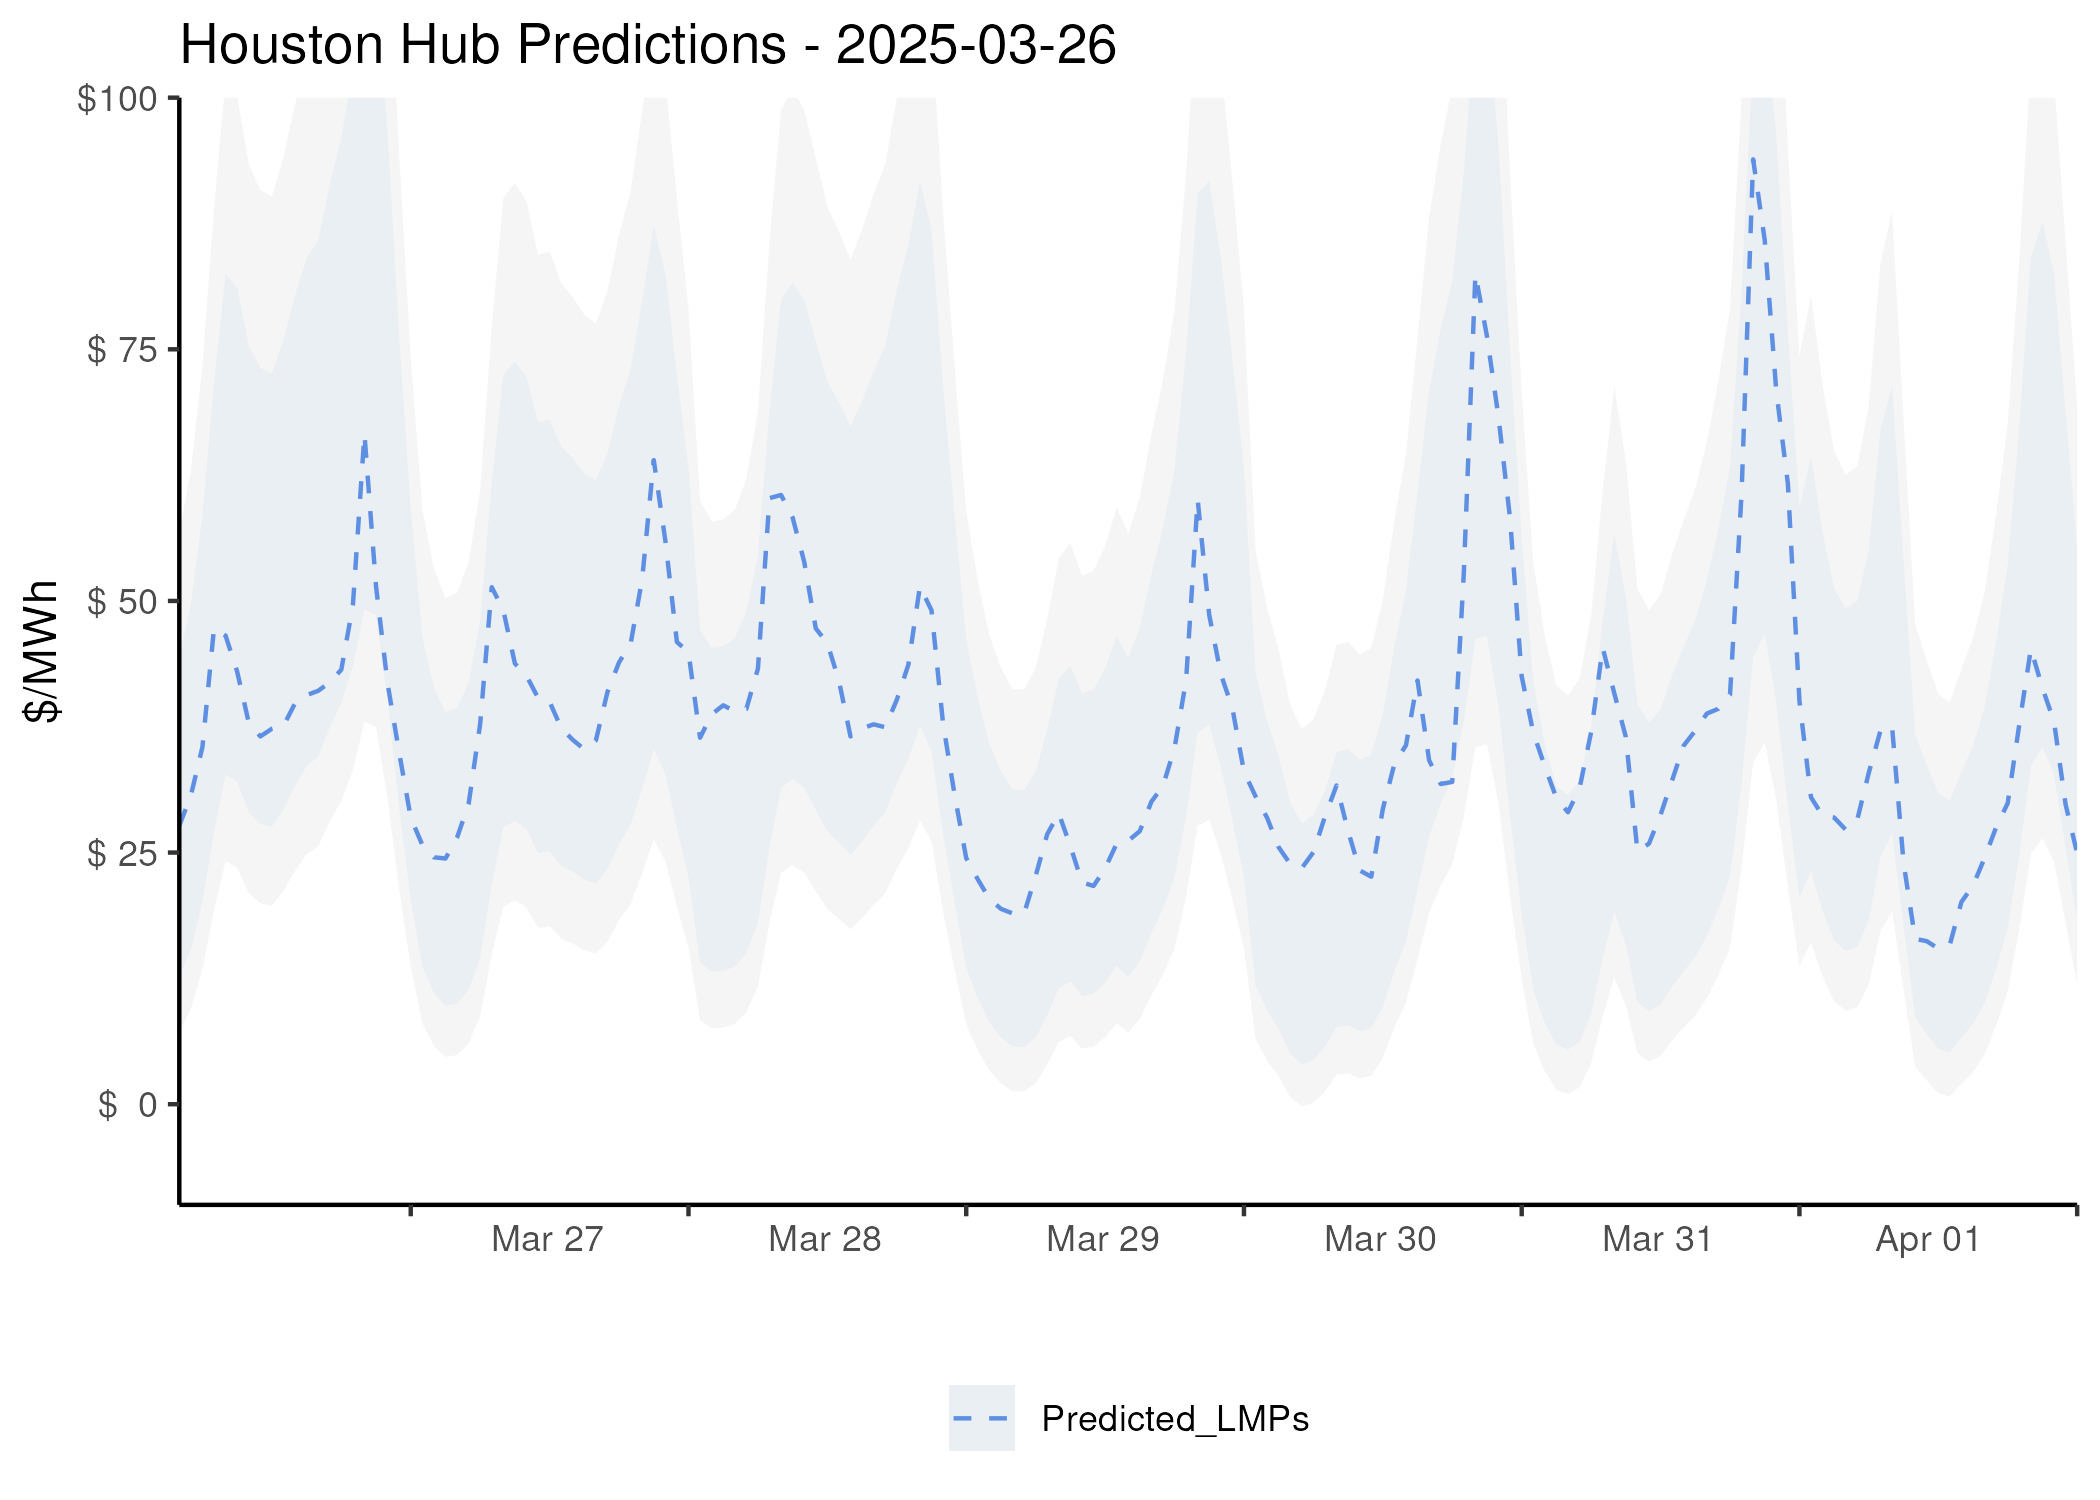 Houston Hub Predictions - 2025-03-26
$100
$ 75
$ 50
$ 25
$ 0
$/MWh
Mar 27 Mar 28 Mar 29 Mar 30 Mar 31 Apr 01
Predicted_LMPs